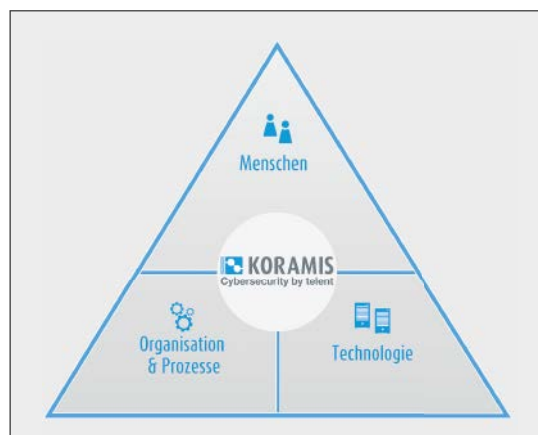 Menschen
KORAMIS
Cybersecurity by telent
Organisation
& Prozesse
Technologie